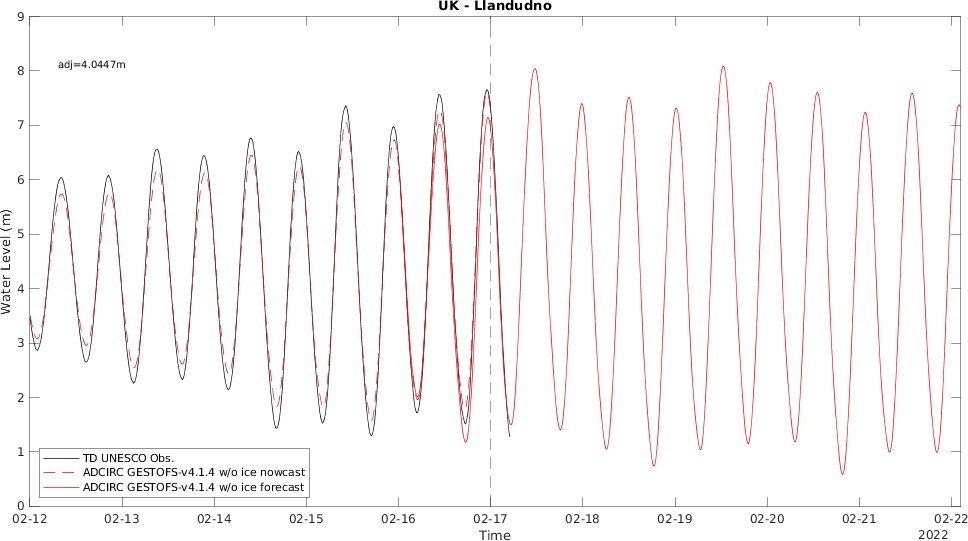 UK - Llandudno
9
8
7
6
5
4
3
2
1
0
Water Level (m)
adj=4.0447m
TD UNESCO Obs.
ADCIRC GESTOFS-v4.1.4 w/o ice nowcast
ADCIRC GESTOFS-v4.1.4 w/o ice forecast
02-12 02-13 02-14 02-15 02-16 02-17 02-18 02-19 02-20 02-21 02-22
Time
2022